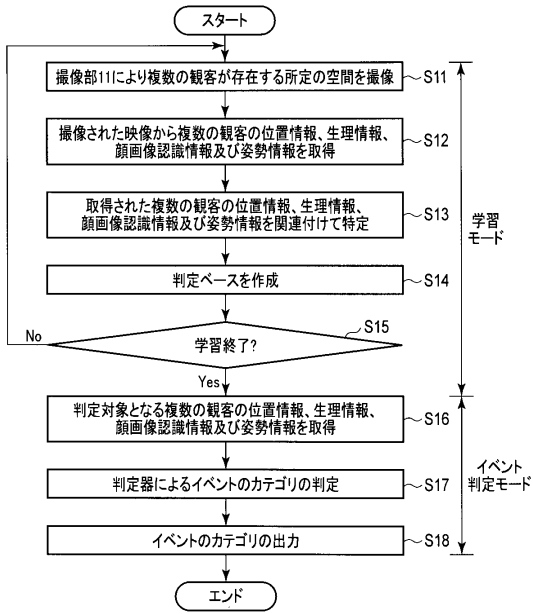 スタート
撮像部11により複数の観客が存在する所定の空間を撮像
S11
撮像された映像から複数の観客の位置情報、生理情報、
顔画像認識情報及び姿勢情報を取得
S12
取得された複数の観客の位置情報、生理情報、
顔画像認識情報及び姿勢情報を関連付けて特定
S13
学習
モード
判定ベースを作成
S14
S15
No
学習終了?
Yes
判定対象となる複数の観客の位置情報、生理情報、
顔画像認識情報及び姿勢情報を取得
S16
判定器によるイベントのカテゴリの判定
S17
イベント
判定モード
イベントのカテゴリの出力
S18
エンド